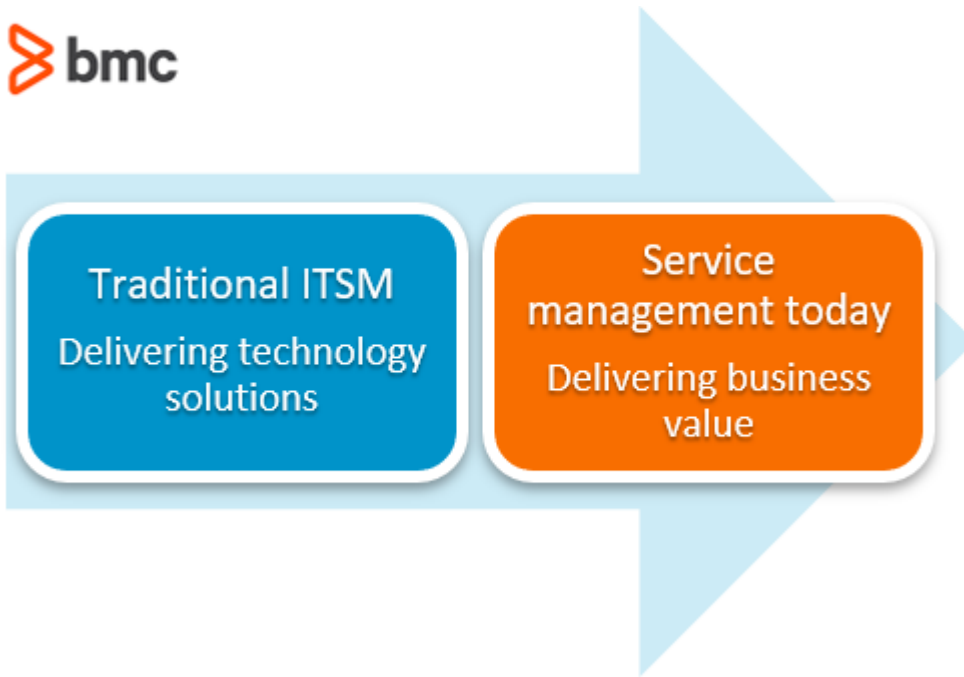 bmc
Traditional ITSM
Delivering technology
solutions
Service
management today
Delivering business
value